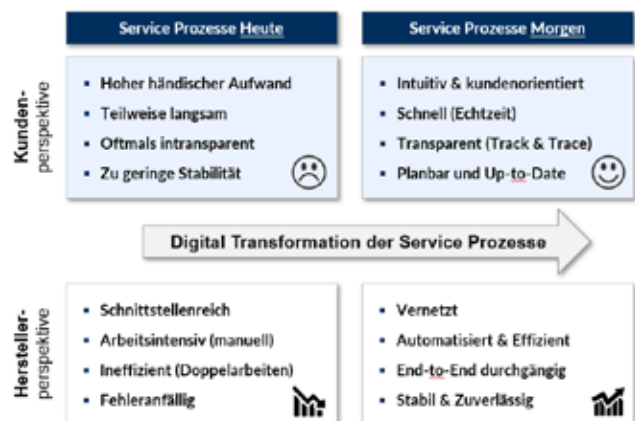 Service Prozesse Heute
Service Prozesse Morgen
Kunden-
perspektive
Hoher händischer Aufwand
Teilweise langsam
Oftmals intransparent
Zu geringe Stabilität
Intuitiv & kundenorientiert
Schnell (Echtzeit)
Transparent (Track & Trace)
Planbar und Up-to-Date
Digital Transformation der Service Prozesse
Hersteller-
perspektive
Schnittstellenreich
Arbeitsintensiv (manuell)
Ineffizient (Doppelarbeiten)
Fehleranfällig
Vernetzt
Automatisiert & Effizient
End-to-End durchgängig
Stabil & Zuverlässig